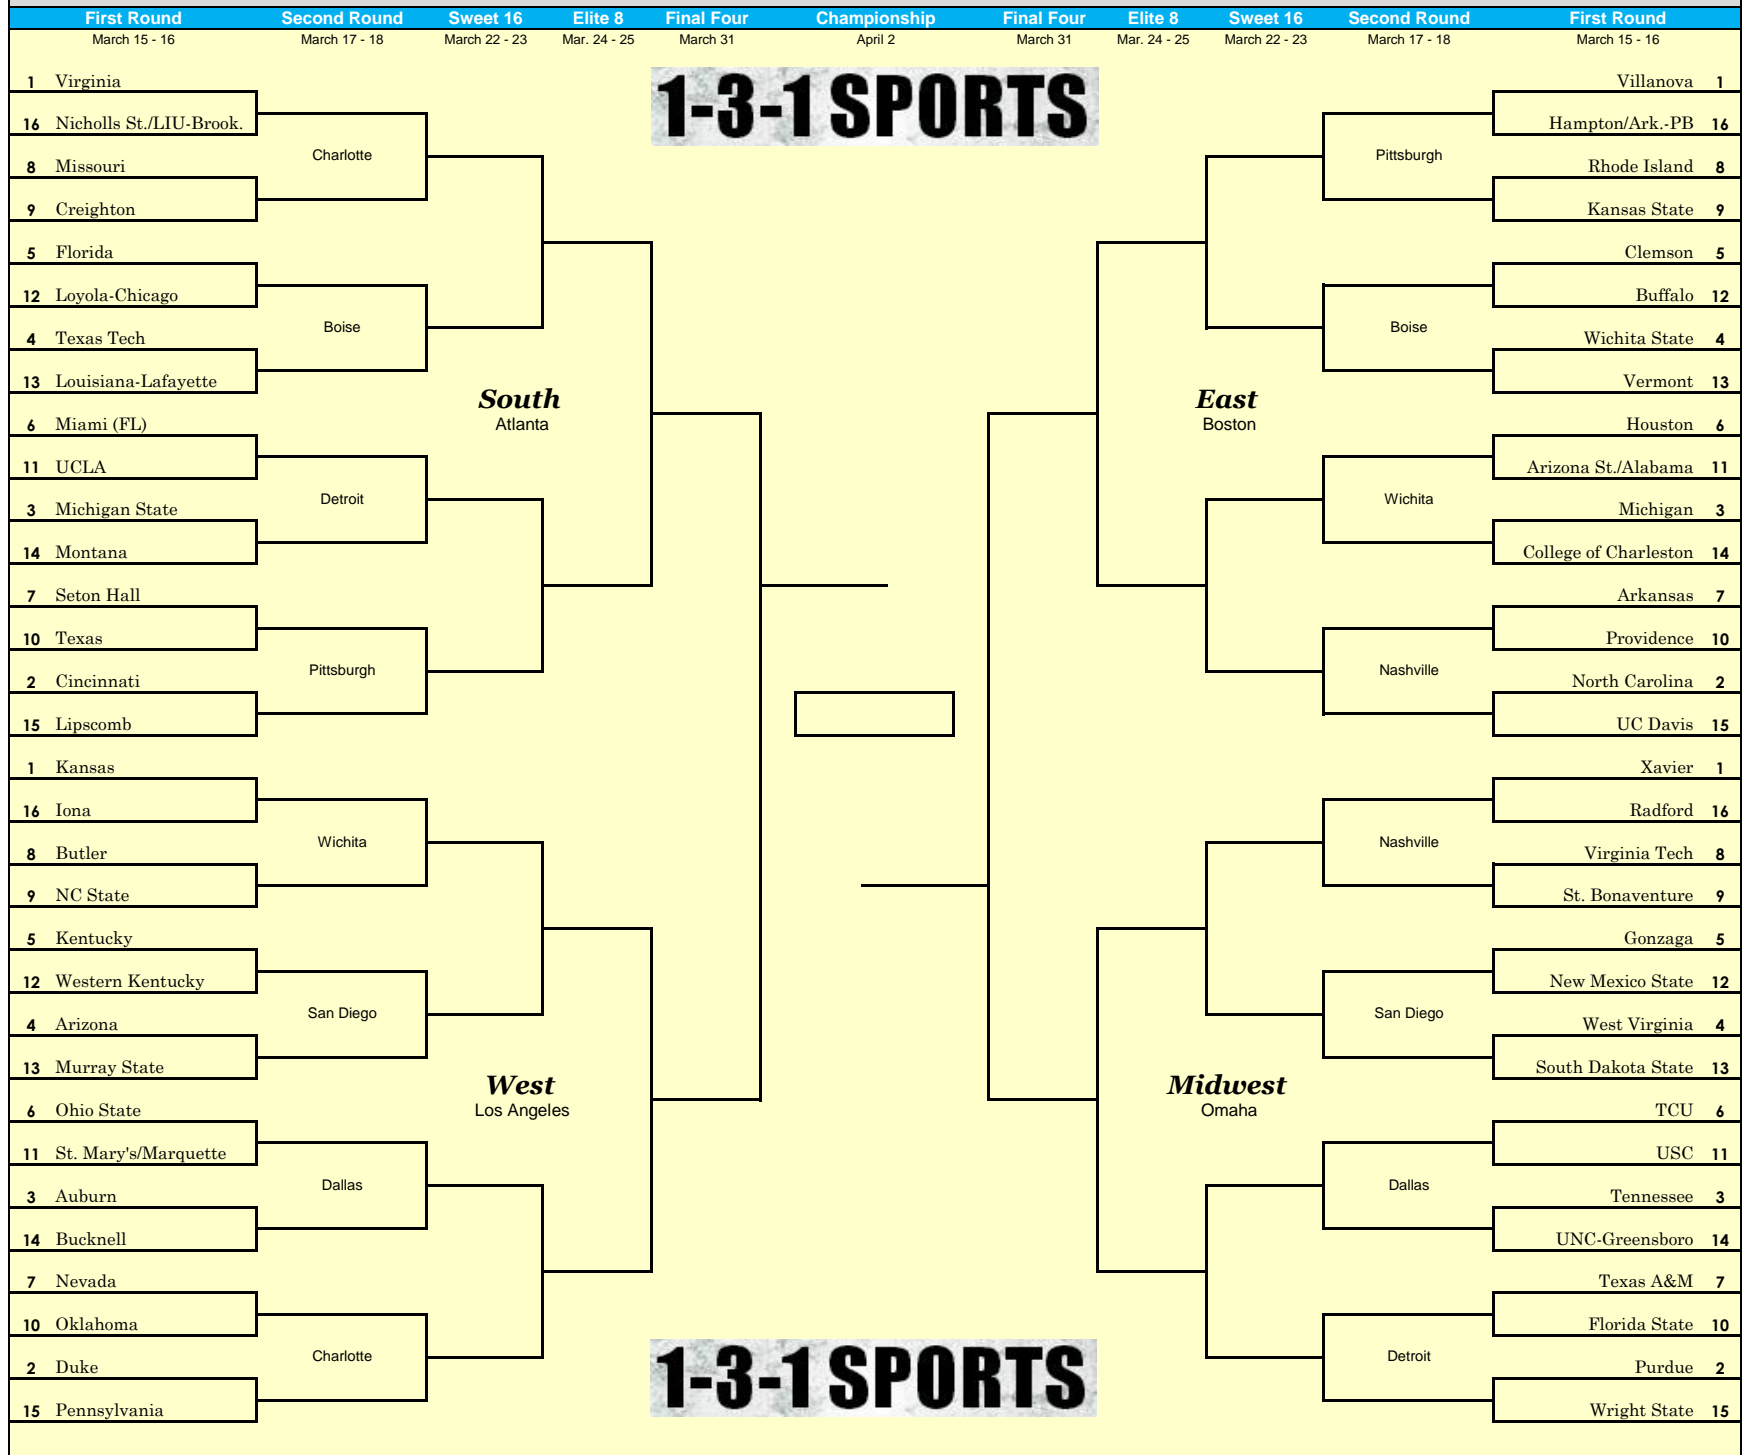 First Round Second Round Sweet 16 Elite 8 Final Four Championship Final Four Elite 8 Sweet 16 Second Round First Round
March 15 - 16 March 17 - 18 March 22 - 23 Mar. 24 - 25 March 31 April 2 March 31 Mar. 24 - 25 March 22 - 23 March 17 - 18 March 15 - 16
1-3-1 SPORTS
1 Virginia
16 Nicholls St./LIU-Brook.
Charlotte
8 Missouri
9 Creighton
5 Florida
12 Loyola-Chicago
Boise
4 Texas Tech
13 Louisiana-Lafayette
South
Atlanta
6 Miami (FL)
11 UCLA
Detroit
3 Michigan State
14 Montana
7 Seton Hall
10 Texas
Pittsburgh
2 Cincinnati
15 Lipscomb
1 Kansas
16 Iona
Wichita
8 Butler
9 NC State
5 Kentucky
12 Western Kentucky
San Diego
4 Arizona
13 Murray State
West
Los Angeles
6 Ohio State
11 St. Mary's/Marquette
Dallas
3 Auburn
14 Bucknell
7 Nevada
10 Oklahoma
Charlotte
2 Duke
15 Pennsylvania
Villanova 1
Hampton/Ark.-PB 16
Pittsburgh
Rhode Island 8
Kansas State 9
Clemson 5
Buffalo 12
Boise
Wichita State 4
Vermont 13
East
Boston
Houston 6
Arizona St./Alabama 11
Wichita
Michigan 3
College of Charleston 14
Arkansas 7
Providence 10
Nashville
North Carolina 2
UC Davis 15
Xavier 1
Radford 16
Nashville
Virginia Tech 8
St. Bonaventure 9
Gonzaga 5
New Mexico State 12
San Diego
West Virginia 4
South Dakota State 13
Midwest
Omaha
TCU 6
USC 11
Dallas
Tennessee 3
UNC-Greensboro 14
Texas A&M 7
Florida State 10
Detroit
Purdue 2
Wright State 15
1-3-1 SPORTS